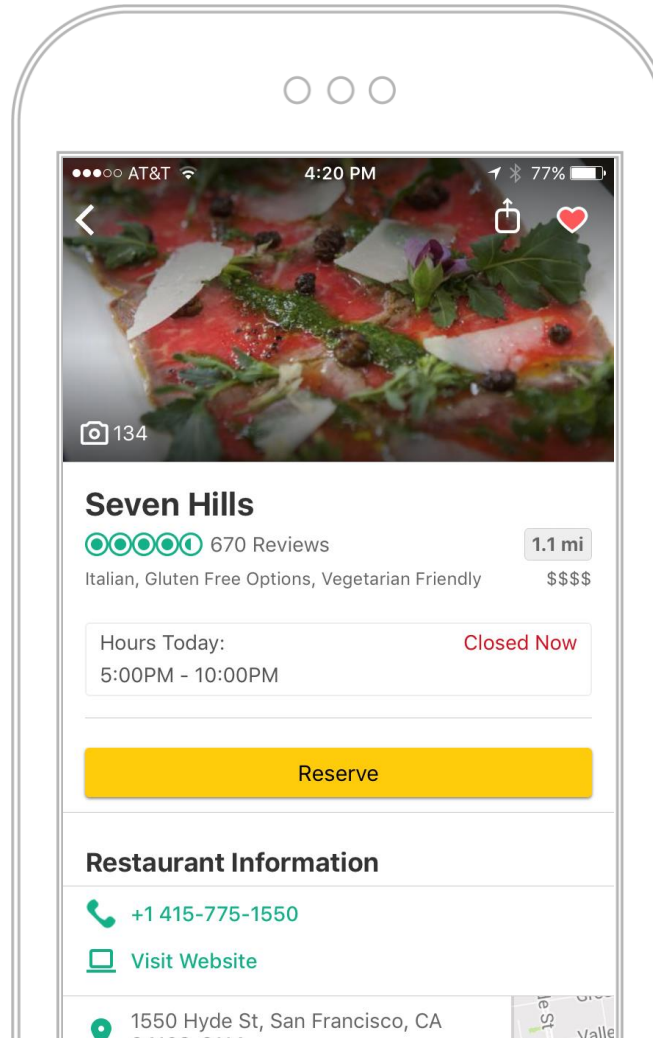 AT&T 4:20 PM 77%
134
Seven Hills
670 Reviews 1.1 mi
Italian, Gluten Free Options, Vegetarian Friendly $$$$
Hours Today: Closed Now
5:00PM - 10:00PM
Reserve
Restaurant Information
+1 415-775-1550
Visit Website
1550 Hyde St, San Francisco, CA